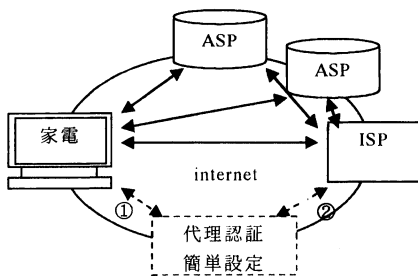 ASP
ASP
家電
ISP
internet
①
②
代理認証
簡単設定